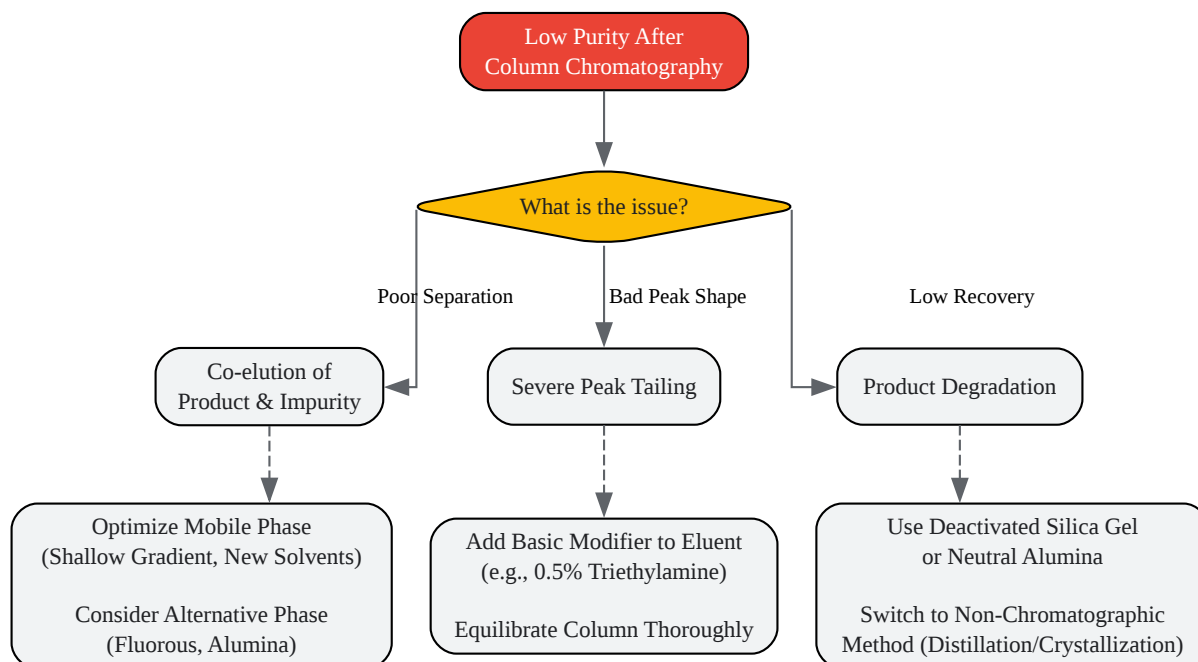 Low Purity After
Column Chromatography
What is the issue?
Poor Separation
Bad Peak Shape
Low Recovery
Co-elution of
Product & Impurity
Severe Peak Tailing
Product Degradation
Optimize Mobile Phase
(Shallow Gradient, New Solvents)
Consider Alternative Phase
(Fluorous, Alumina)
Add Basic Modifier to Eluent
(e.g., 0.5% Triethylamine)
Equilibrate Column Thoroughly
Use Deactivated Silica Gel
or Neutral Alumina
Switch to Non-Chromatographic
Method (Distillation/Crystallization)